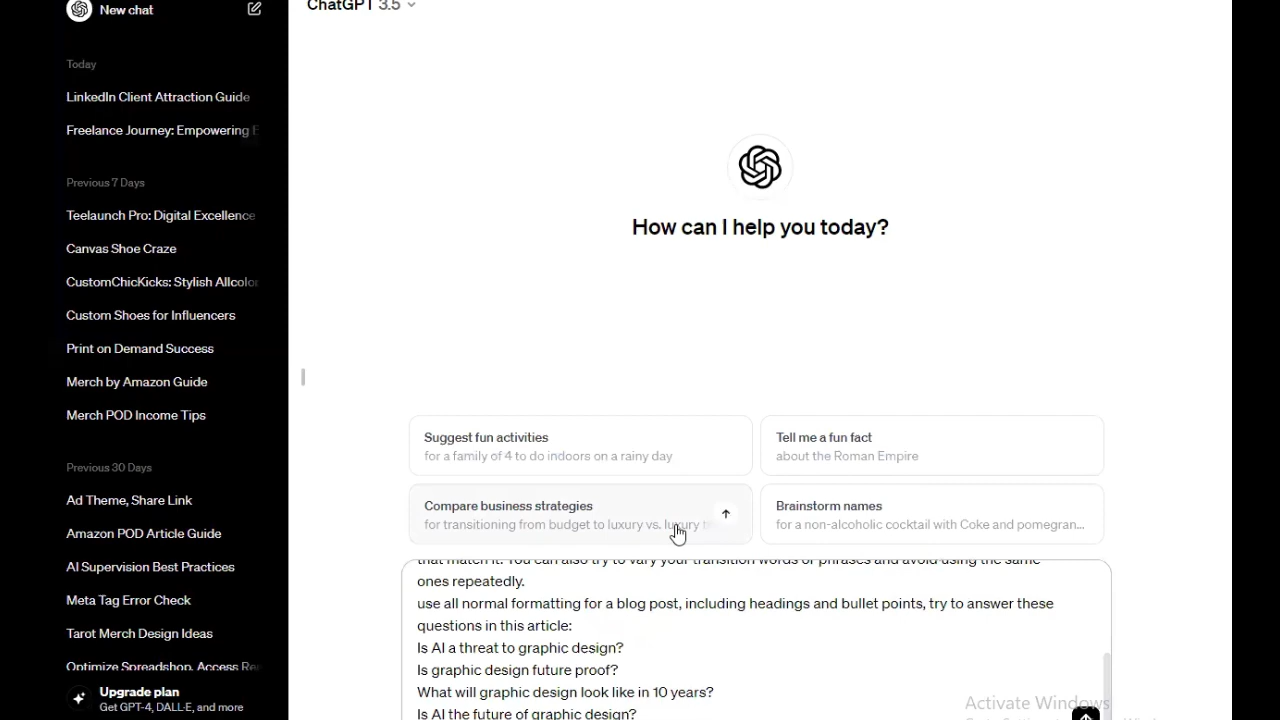 New chat
ChatGPT 3.5
Today
LinkedIn Client Attraction Guide
Freelance Journey: Empowering E
Previous 7 Days
Teelaunch Pro: Digital Excellence
Canvas Shoe Craze
CustomChicKicks: Stylish Allcolor
Custom Shoes for Influencers
Print on Demand Success
Merch by Amazon Guide
Merch POD Income Tips
Previous 30 Days
Ad Theme, Share Link
Amazon POD Article Guide
AI Supervision Best Practices
Meta Tag Error Check
Tarot Merch Design Ideas
Optimize Spreadshop, Access
Upgrade plan
Get GPT-4, DALL·E, and more
How can I help you today?
Suggest fun activities
for a family of 4 to do indoors on a rainy day
Tell me a fun fact
about the Roman Empire
Compare business strategies
for transitioning from budget to luxury vs. luxury
Brainstorm names
for a non-alcoholic cocktail with Coke and pomegran...
that match it. You can also try to vary your transition words or phrases and avoid using the same
ones repeatedly.
use all normal formatting for a blog post, including headings and bullet points, try to answer these
questions in this article:
Is AI a threat to graphic design?
Is graphic design future proof?
What will graphic design look like in 10 years?
Is AI the future of graphic design?
Activate Windows